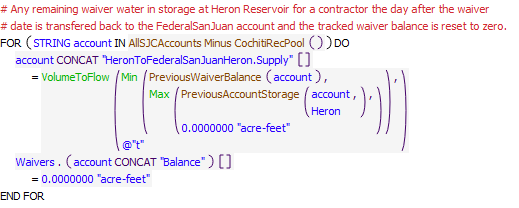 # Any remaining waiver water in storage at Heron Reservoir for a contractor the day after the waiver
# date is transfered back to the FederalSanJuan account and the tracked waiver balance is reset to zero.
FOR ( STRING account IN AllSJCAccounts Minus CochitiRecPool ( ) ) DO
account CONCAT "HeronToFederalSanJuanHeron.Supply" [ ]
= VolumeToFlow ( Min ( PreviousWaiverBalance ( account ) ,
Max ( PreviousAccountStorage ( account ,
Heron ) ,
0.0000000 "acre-feet" ) ) ,
@"t" )
Waivers . ( account CONCAT "Balance" ) [ ]
= 0.0000000 "acre-feet"
END FOR